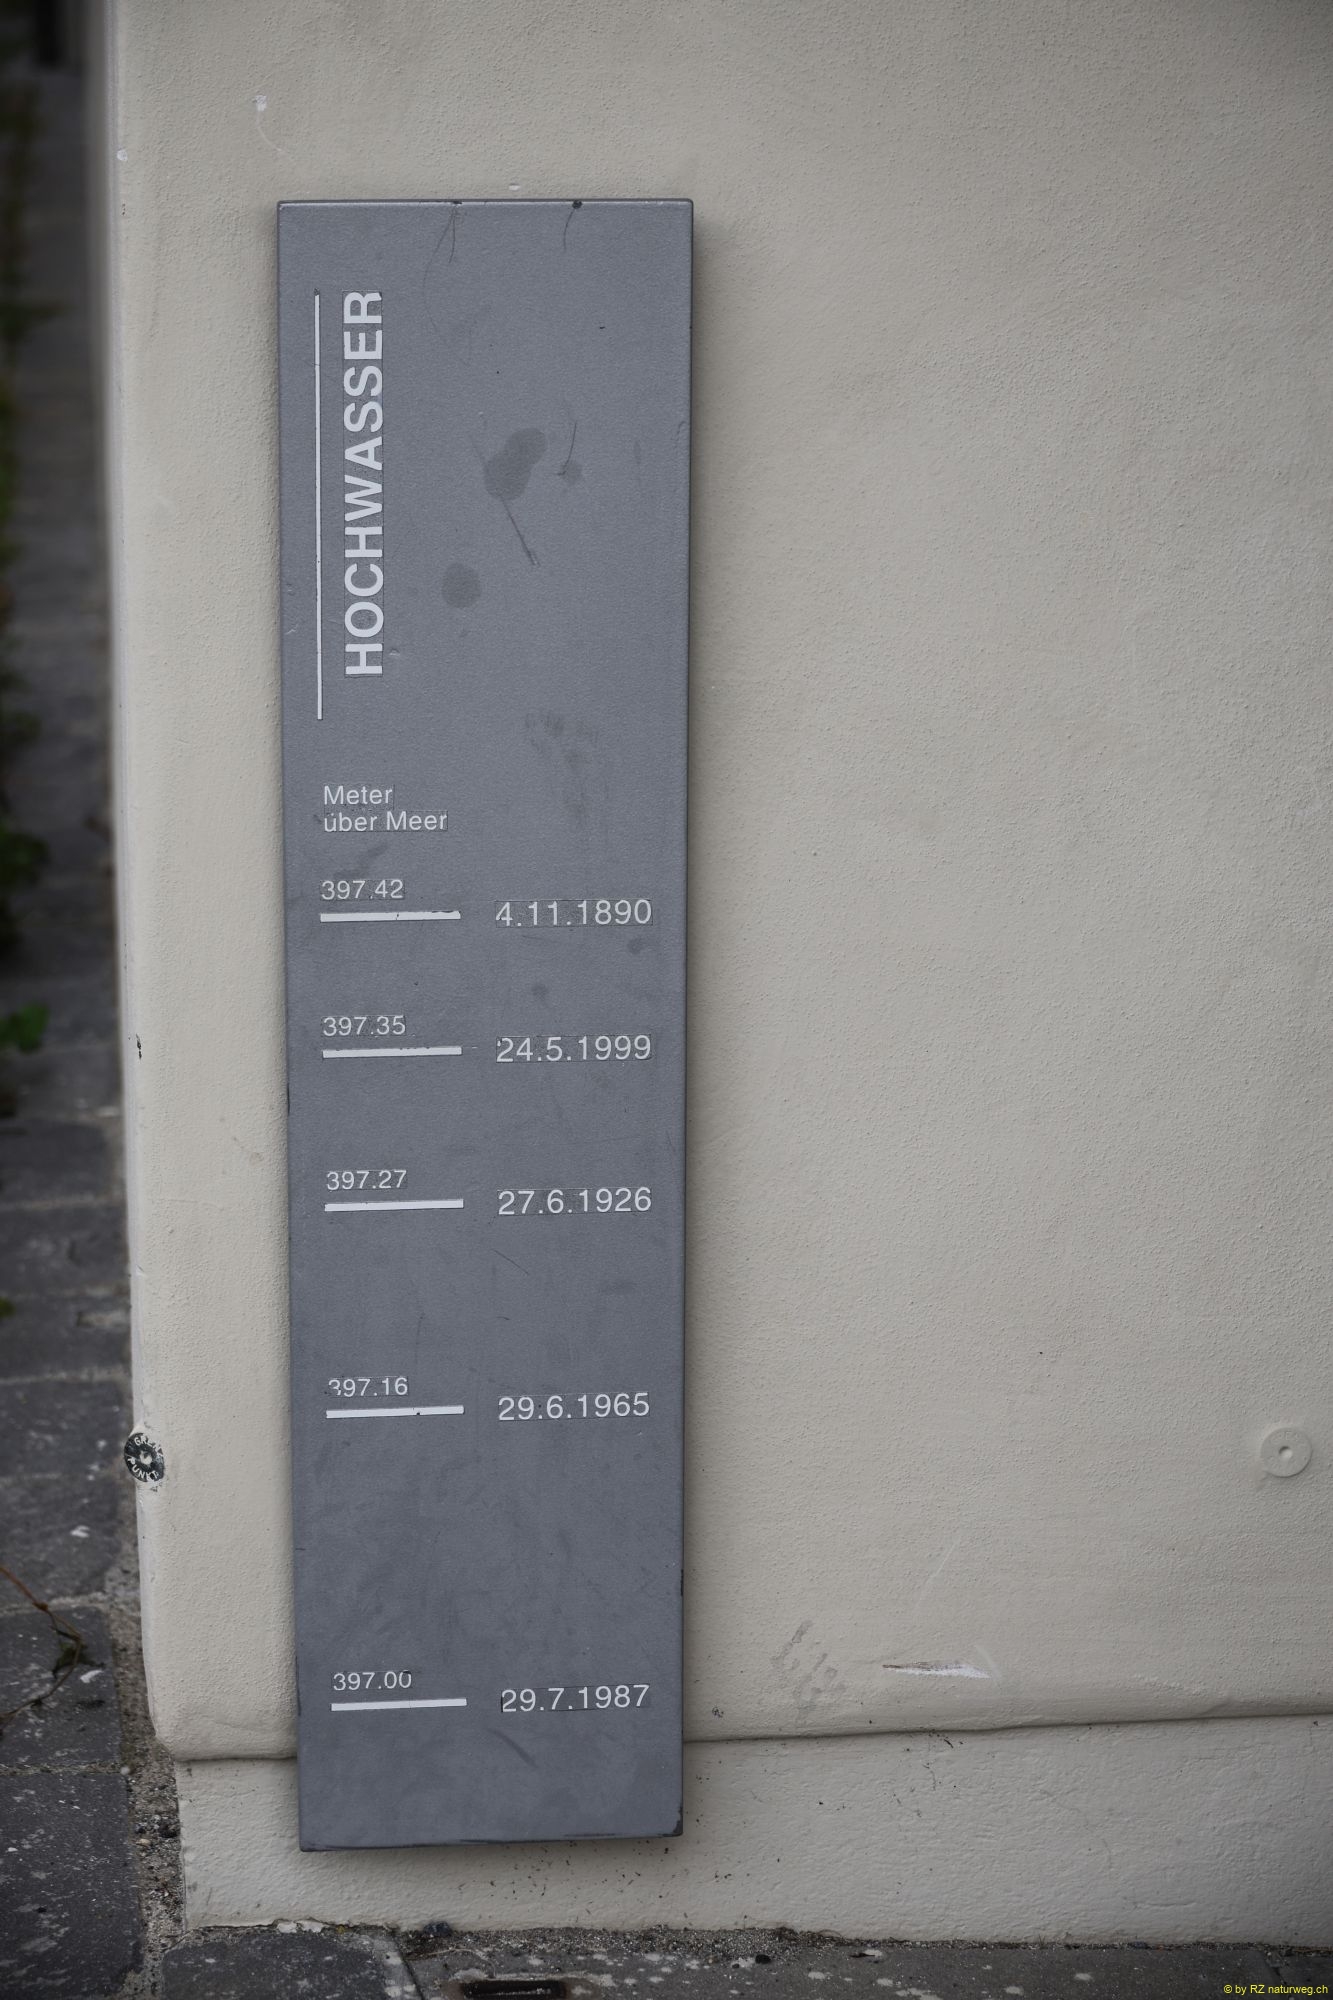 HOCHWASSER
Meter
über Meer
397.42
4.11.1890
397.35
24.5.1999
397.27
27.6.1926
397.16
29.6.1965
397.00
29.7.1987
PUNKT
© by RZ naturweg.ch